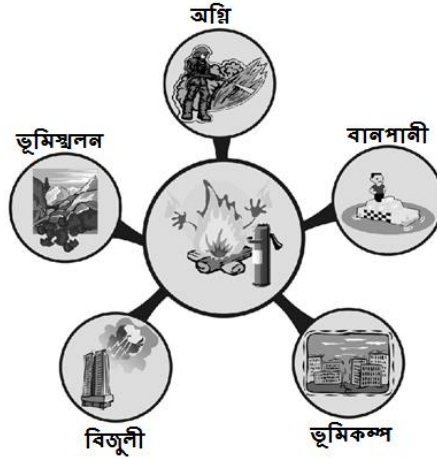 অগ্নি
ভূমিস্খলন
বানপানী
বিজুলী
ভূমিকম্প